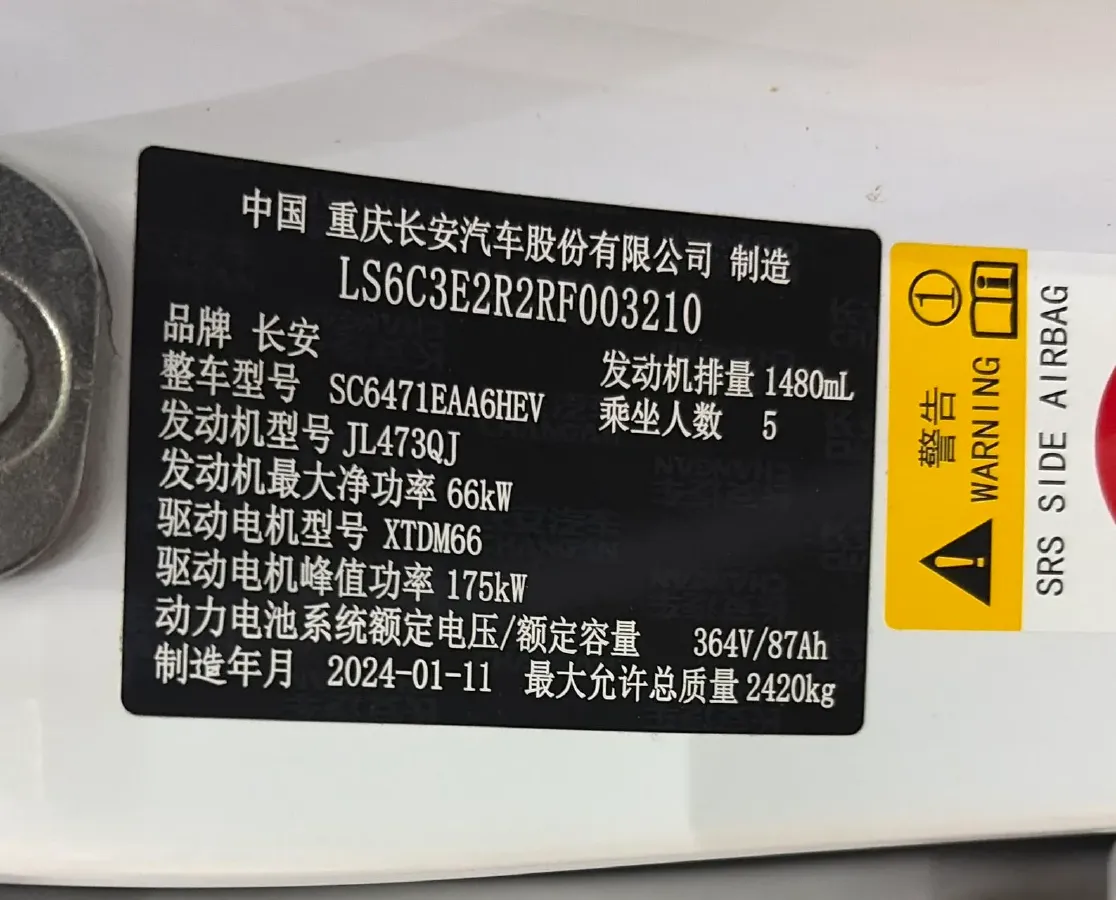 中国 重庆长安汽车股份有限公司 制造
LS6C3E2R2RF003210
品牌 长安
整车型号 SC6471EAA6HEV
发动机排量 1480mL
发动机型号 JL473QJ
乘坐人数 5
发动机最大净功率 66kW
驱动电机型号 XTDM66
驱动电机峰值功率 175kW
动力电池系统额定电压/额定容量 364V/87Ah
制造年月 2024-01-11 最大允许总质量 2420kg
①
警告
WARNING
SRS SIDE AIRBAG